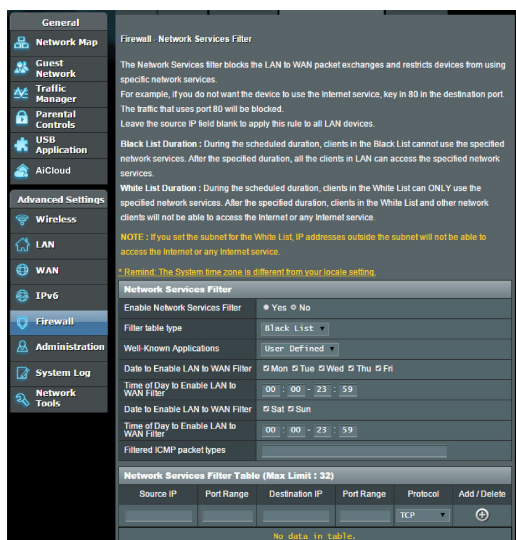 General
Network Map
Guest
Network
Traffic
Manager
Parental
Controls
USB
Application
AiCloud
Advanced Settings
Wireless
LAN
WAN
IPv6
Firewall
Administration
System Log
Network
Tools
Firewall - Network Services Filter
The Network Services filter blocks the LAN to WAN packet exchanges and restricts devices from using
specific network services.
For example, if you do not want the device to use the Internet service, key in 80 in the destination port.
The traffic that uses port 80 will be blocked.
Leave the source IP field blank to apply this rule to all LAN devices.
Black List Duration : During the scheduled duration, clients in the Black List cannot use the specified
network services. After the specified duration, all the clients in LAN can access the specified network
services.
White List Duration : During the scheduled duration, clients in the White List can ONLY use the
specified network services. After the specified duration, clients in the White List and other network
clients will not be able to access the Internet or any Internet service.
NOTE : If you set the subnet for the White List, IP addresses outside the subnet will not be able to
access the Internet or any Internet service.
* Remind: The System time zone is different from your locale setting.
Network Services Filter
Enable Network Services Filter Yes No
Filter table type Black List
Well-Known Applications User Defined
Date to Enable LAN to WAN Filter Mon Tue Wed Thu Fri
Time of Day to Enable LAN to
WAN Filter 00 : 00 - 23 : 59
Date to Enable LAN to WAN Filter Sat Sun
Time of Day to Enable LAN to
WAN Filter 00 : 00 - 23 : 59
Filtered ICMP packet types
Network Services Filter Table (Max Limit : 32)
Source IP Port Range Destination IP Port Range Protocol Add / Delete
TCP
No data in table.